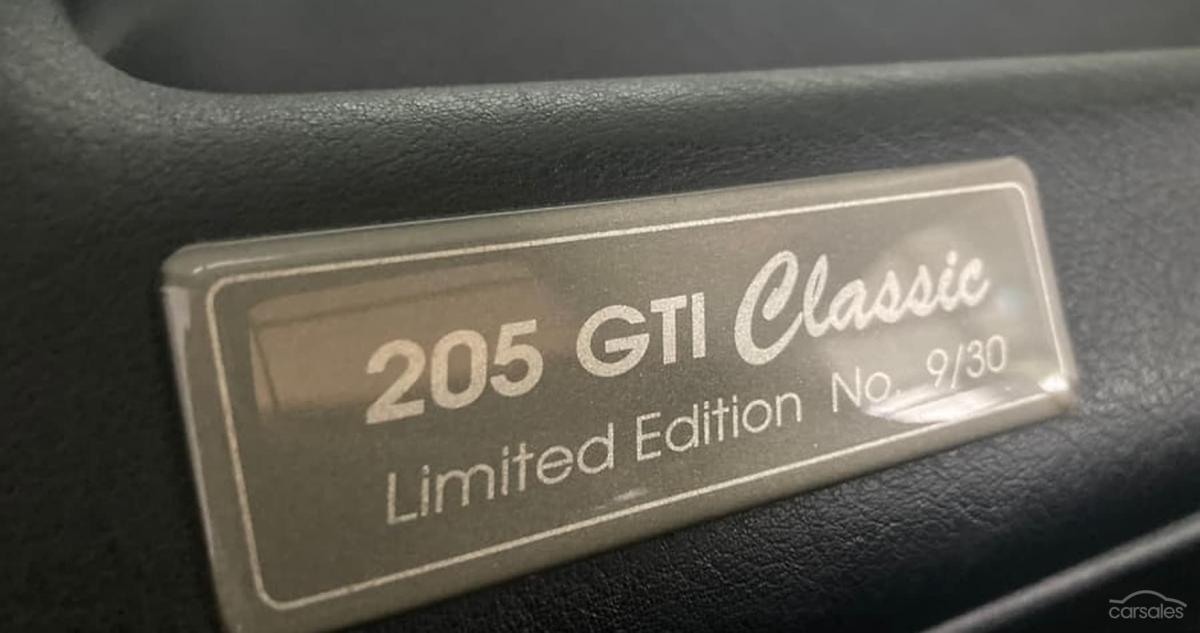 205 GTI Classic
Limited Edition No. 9/30
carsales